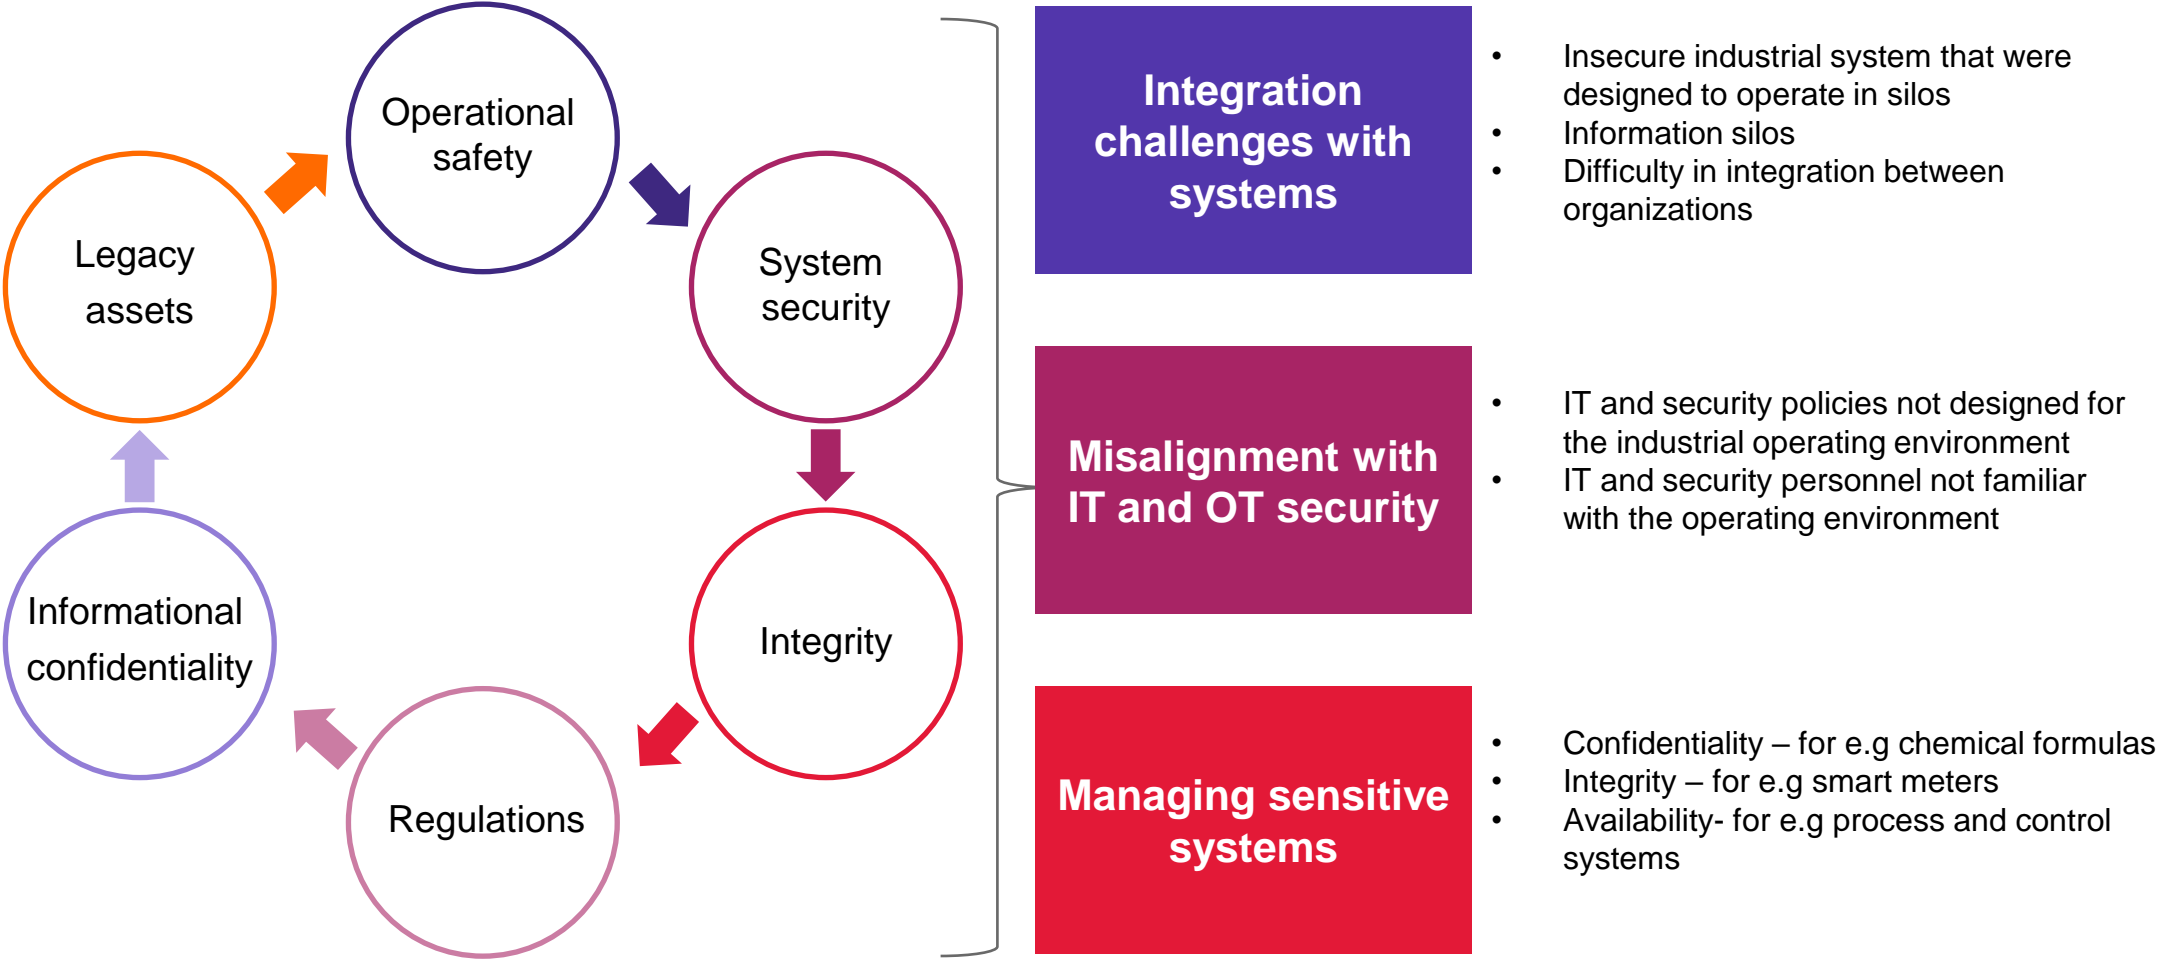 Operational
safety
System
security
Integrity
Regulations
Informational
confidentiality
Legacy
assets
Integration
challenges with
systems
• Insecure industrial system that were
designed to operate in silos
• Information silos
• Difficulty in integration between
organizations
Misalignment with
IT and OT security
• IT and security policies not designed for
the industrial operating environment
• IT and security personnel not familiar
with the operating environment
Managing sensitive
systems
• Confidentiality – for e.g chemical formulas
• Integrity – for e.g smart meters
• Availability- for e.g process and control
systems